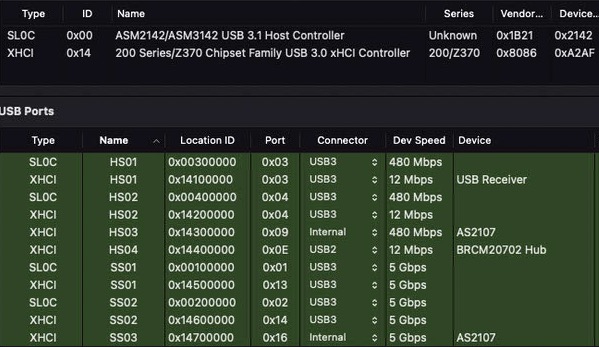 Type ID Name Series Vendor... Device...
SL0C 0x00 ASM2142/ASM3142 USB 3.1 Host Controller Unknown 0x1B21 0x2142
XHCI 0x14 200 Series/Z370 Chipset Family USB 3.0 xHCI Controller 200/Z370 0x8086 0xA2AF
USB Ports
Type Name Location ID Port Connector Dev Speed Device
SL0C HS01 0x00300000 0x03 USB3 480 Mbps
XHCI HS01 0x14100000 0x03 USB3 12 Mbps USB Receiver
SL0C HS02 0x00400000 0x04 USB3 480 Mbps
XHCI HS02 0x14200000 0x04 USB3 12 Mbps
XHCI HS03 0x14300000 0x09 Internal 480 Mbps AS2107
XHCI HS04 0x14400000 0x0E USB2 12 Mbps BRCM20702 Hub
SL0C SS01 0x00100000 0x01 USB3 5 Gbps
XHCI SS01 0x14500000 0x13 USB3 5 Gbps
SL0C SS02 0x00200000 0x02 USB3 5 Gbps
XHCI SS02 0x14600000 0x14 USB3 5 Gbps
XHCI SS03 0x14700000 0x16 Internal 5 Gbps AS2107